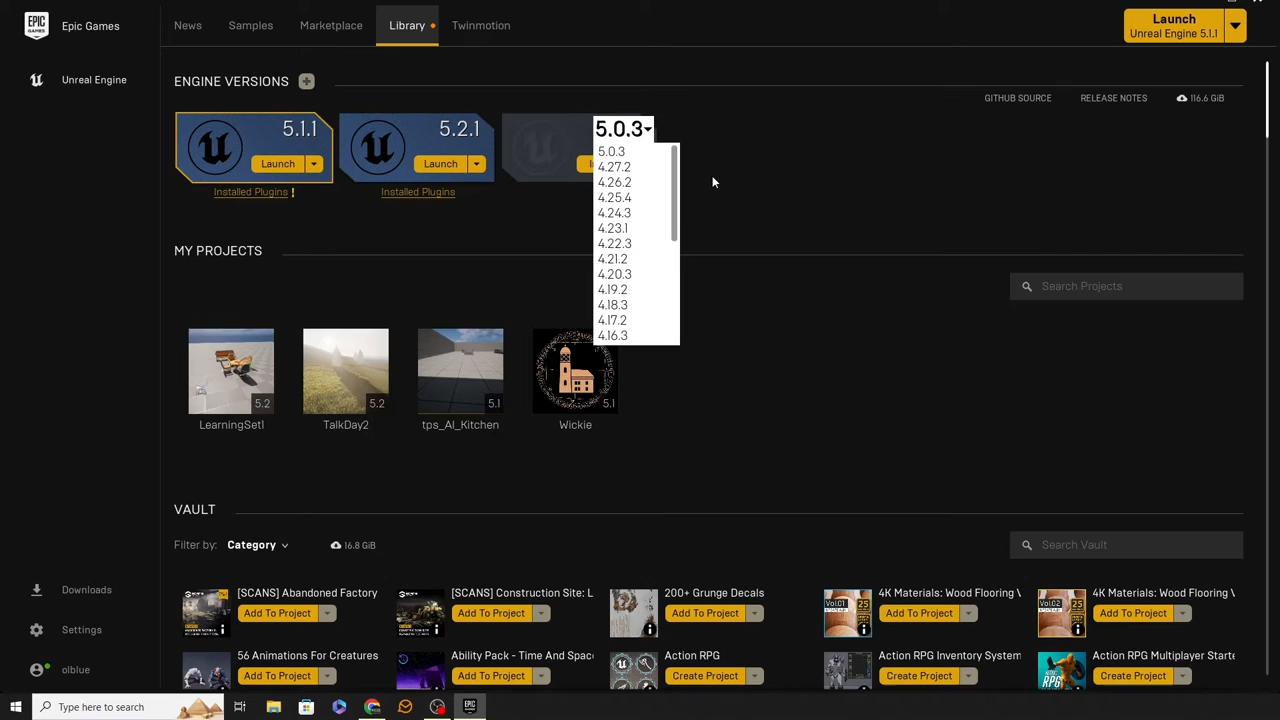 EPIC GAMES
Epic Games
News
Samples
Marketplace
Library
Twinmotion
Launch
Unreal Engine 5.1.1
Unreal Engine
ENGINE VERSIONS
GITHUB SOURCE
RELEASE NOTES
116.6 GiB
5.1.1
Launch
Installed Plugins !
5.2.1
Launch
Installed Plugins
5.0.3
5.0.3
4.27.2
4.26.2
4.25.4
4.24.3
4.23.1
4.22.3
4.21.2
4.20.3
4.19.2
4.18.3
4.17.2
4.16.3
MY PROJECTS
Search Projects
5.2
5.2
5.1
5.1
LearningSet1
TalkDay2
tps_AI_Kitchen
Wickie
VAULT
Filter by: Category
16.8 GiB
Search Vault
[SCANS] Abandoned Factory
Add To Project
[SCANS] Construction Site: L
Add To Project
200+ Grunge Decals
Add To Project
4K Materials: Wood Flooring V
Add To Project
4K Materials: Wood Flooring V
Add To Project
56 Animations For Creatures
Add To Project
Ability Pack - Time And Space
Add To Project
Action RPG
Create Project
Action RPG Inventory System
Create Project
Action RPG Multiplayer Starte
Create Project
Downloads
Settings
olblue
Type here to search